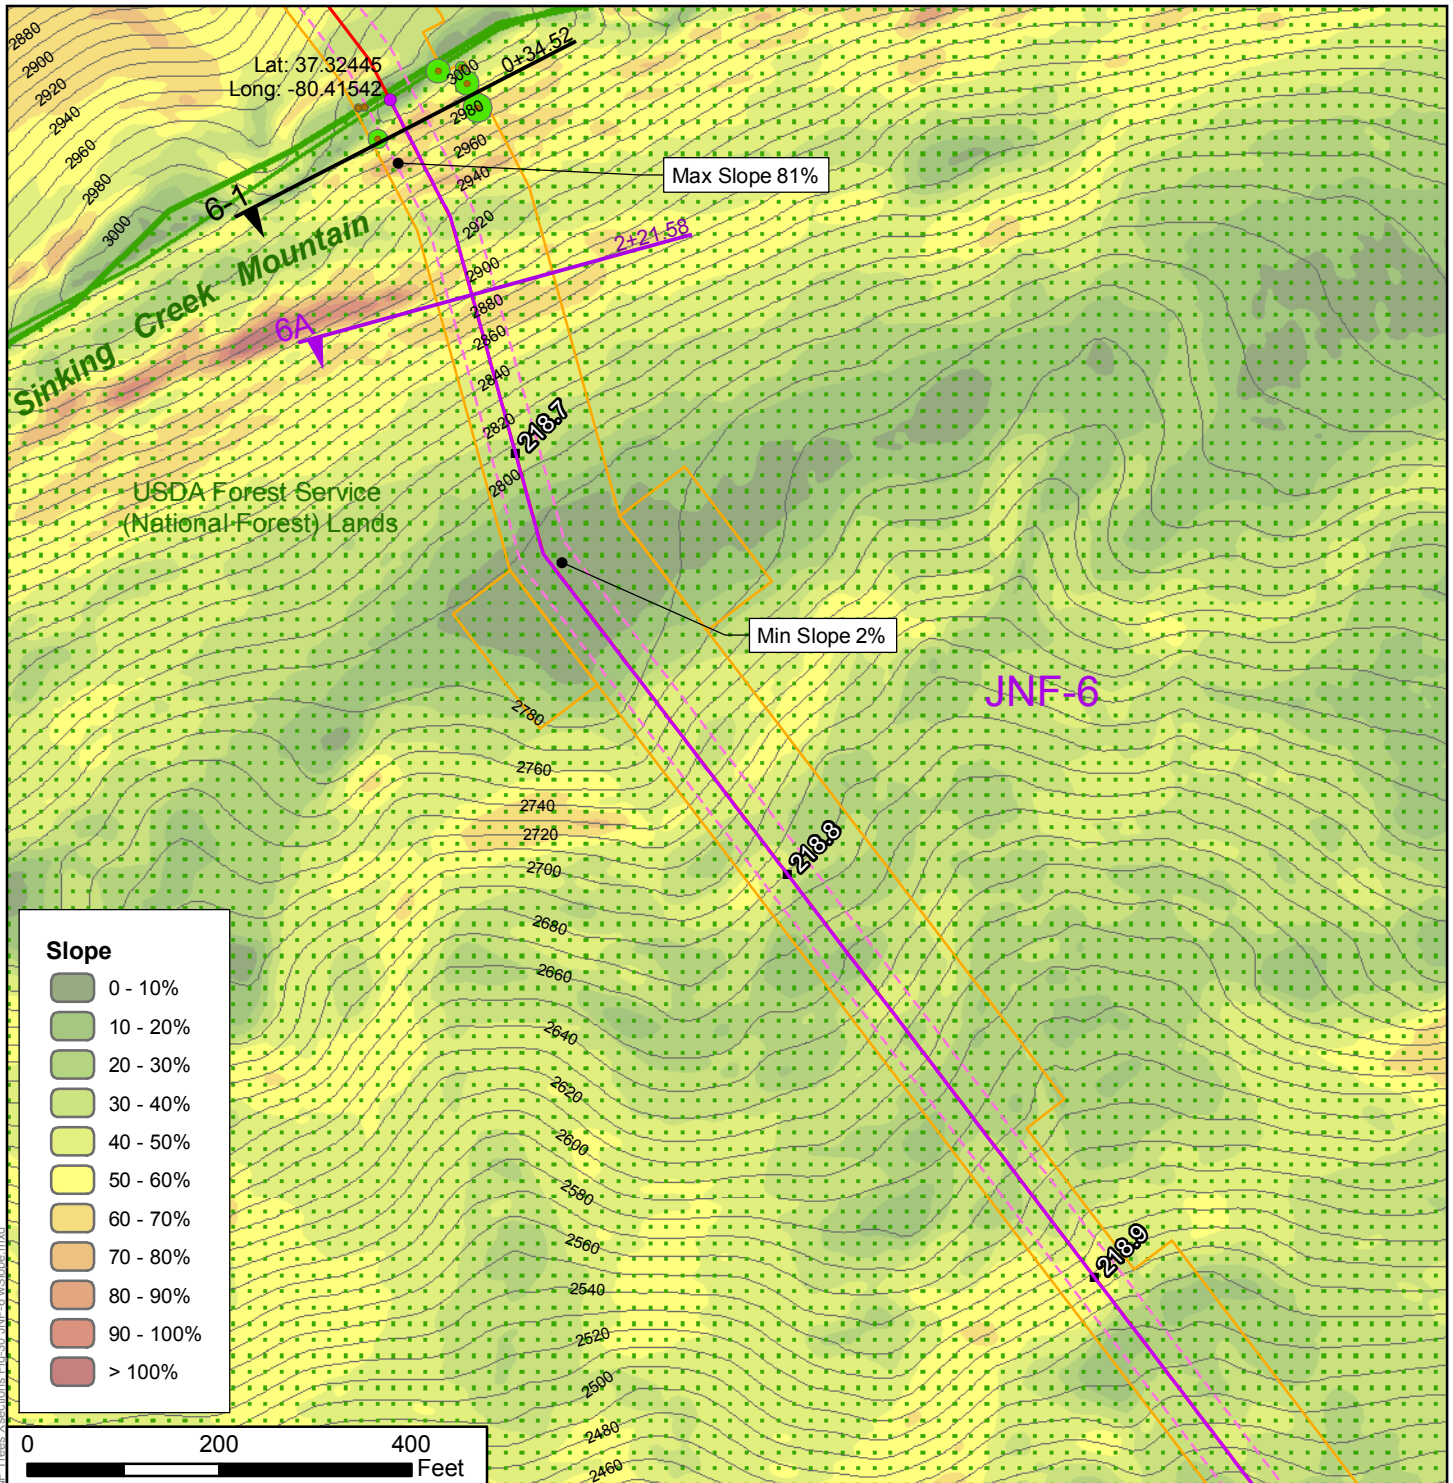 2880
2900
2920
2940
2960
2980
3000
Lat: 37.32445
Long: -80.41542
3000
0+34.52
2980
2960
2940
2920
2900
2880
2860
2840
2820
2800
Max Slope 81%
6-1
Sinking Creek Mountain
2+21.58
6A
218.7
USDA Forest Service
(National Forest) Lands
Min Slope 2%
JNF-6
2780
2760
2740
2720
2700
218.8
2680
2660
2640
2620
2600
2580
2560
2540
2520
2500
2480
2460
218.9
Slope
0 - 10%
10 - 20%
20 - 30%
30 - 40%
40 - 50%
50 - 60%
60 - 70%
70 - 80%
80 - 90%
90 - 100%
> 100%
0 200 400
Feet